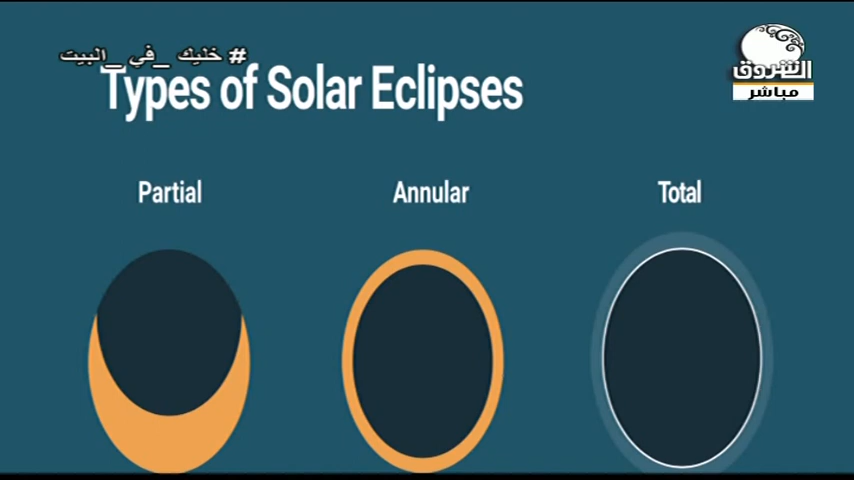 # خليك _في _البيت
الشروق
مباشر
Types of Solar Eclipses
Partial Annular Total